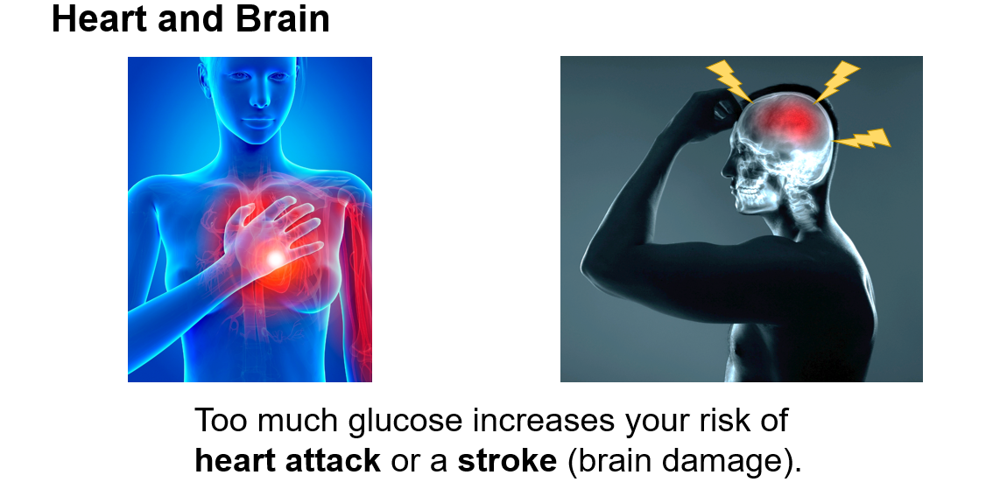 Heart and Brain
Too much glucose increases your risk of
heart attack or a stroke (brain damage).